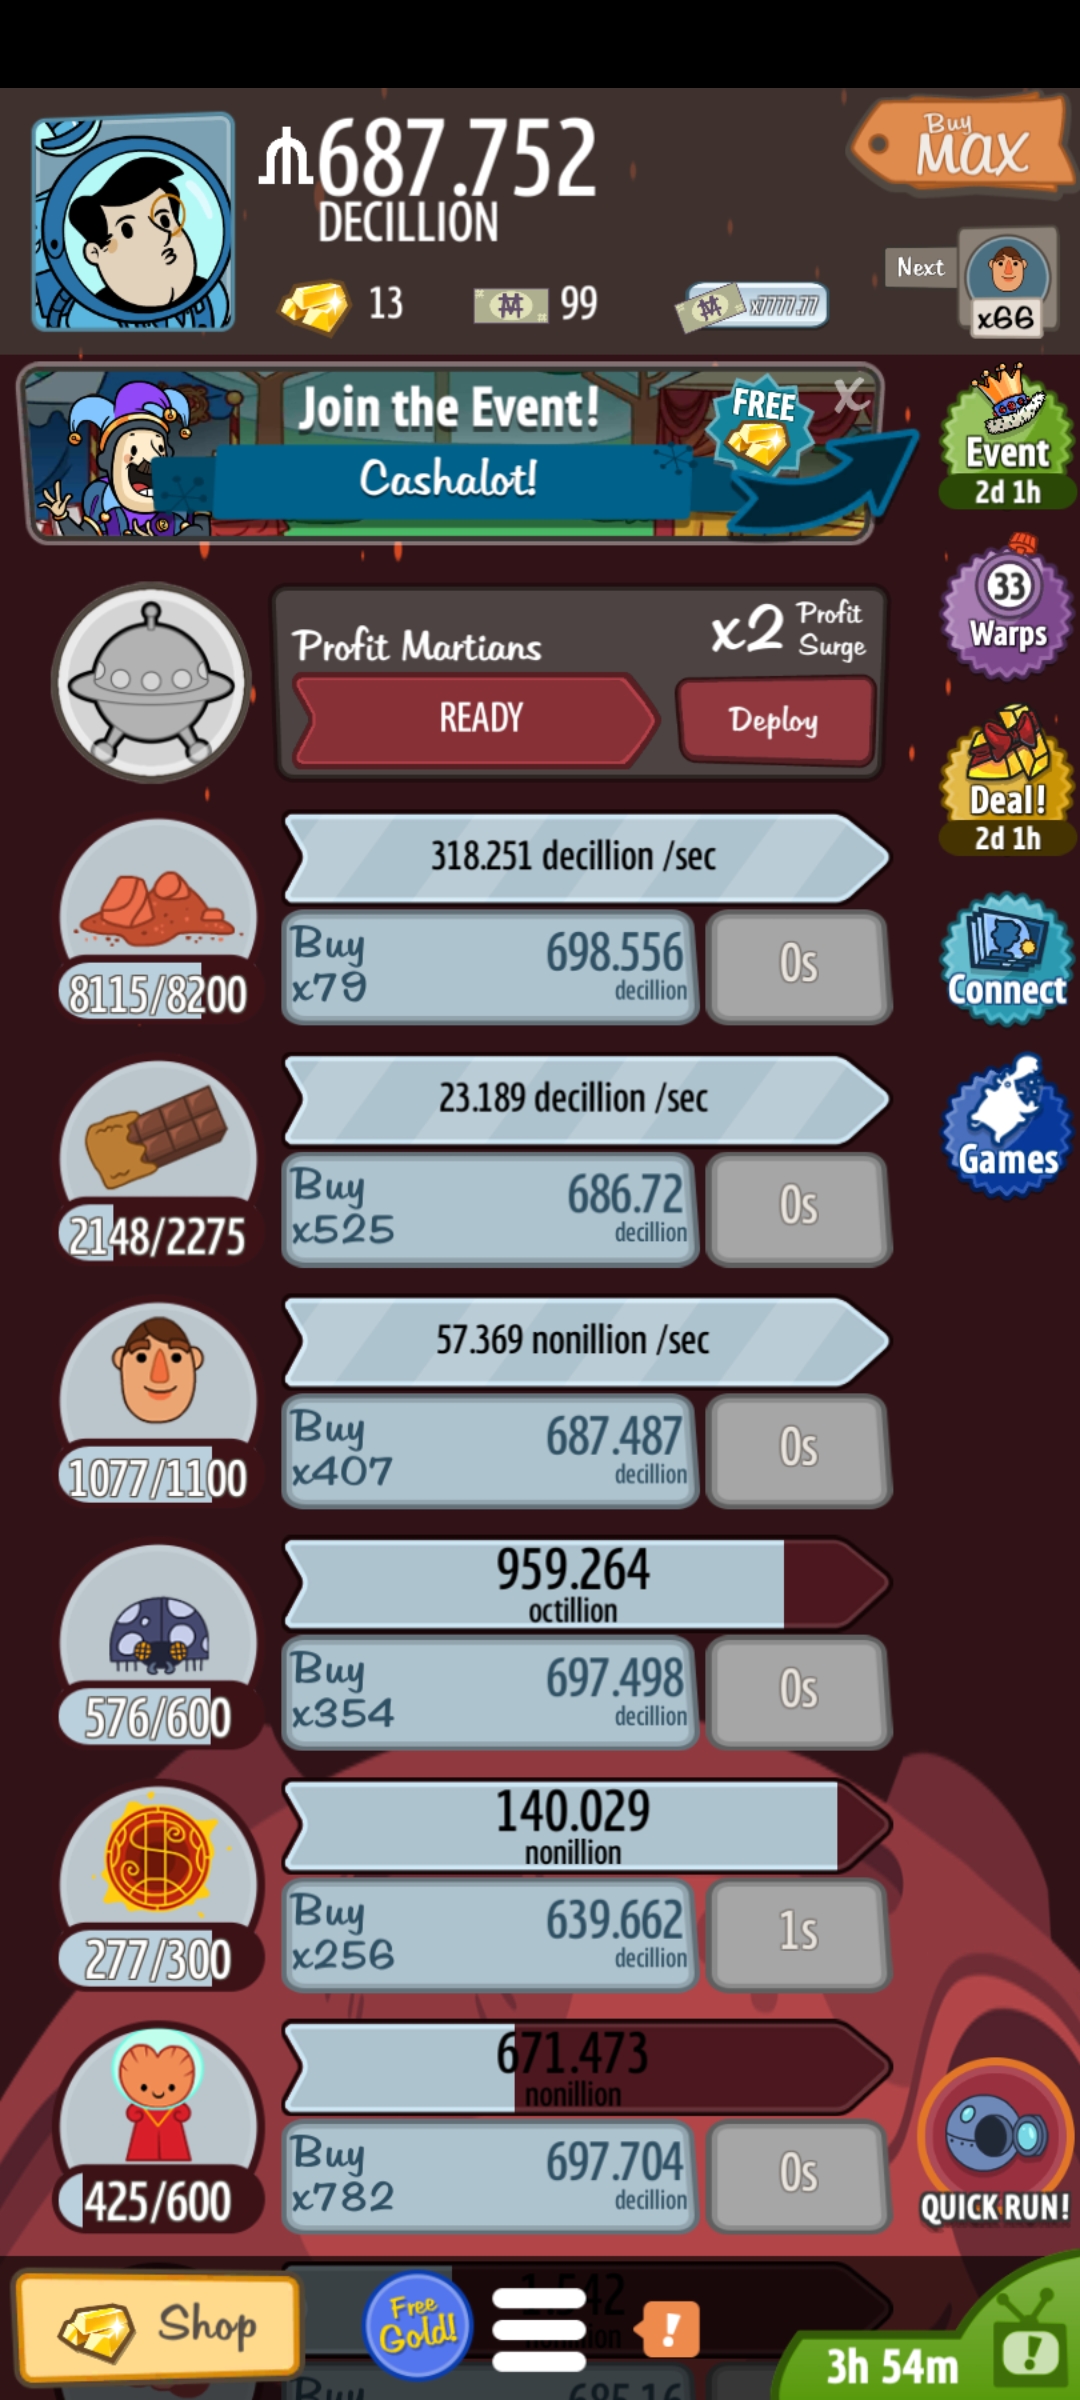 687.752
DECILLION
Buy
MAX
13
99
x7777.77
Next
x66
Join the Event!
Cashalot!
FREE
X
Event
2d 1h
33
Warps
Profit Martians
x2 Profit Surge
READY
Deploy
Deal!
2d 1h
318.251 decillion /sec
Buy
x79
698.556
decillion
0s
8115/8200
Connect
23.189 decillion /sec
Buy
x525
686.72
decillion
0s
2148/2275
Games
57.369 nonillion /sec
Buy
x407
687.487
decillion
0s
1077/1100
959.264
octillion
Buy
x354
697.498
decillion
0s
576/600
140.029
nonillion
Buy
x256
639.662
decillion
1s
277/300
671.473
nonillion
Buy
x782
697.704
decillion
0s
425/600
QUICK RUN!
Shop
Free
Gold!
!
3h 54m
!
Buy
685.16